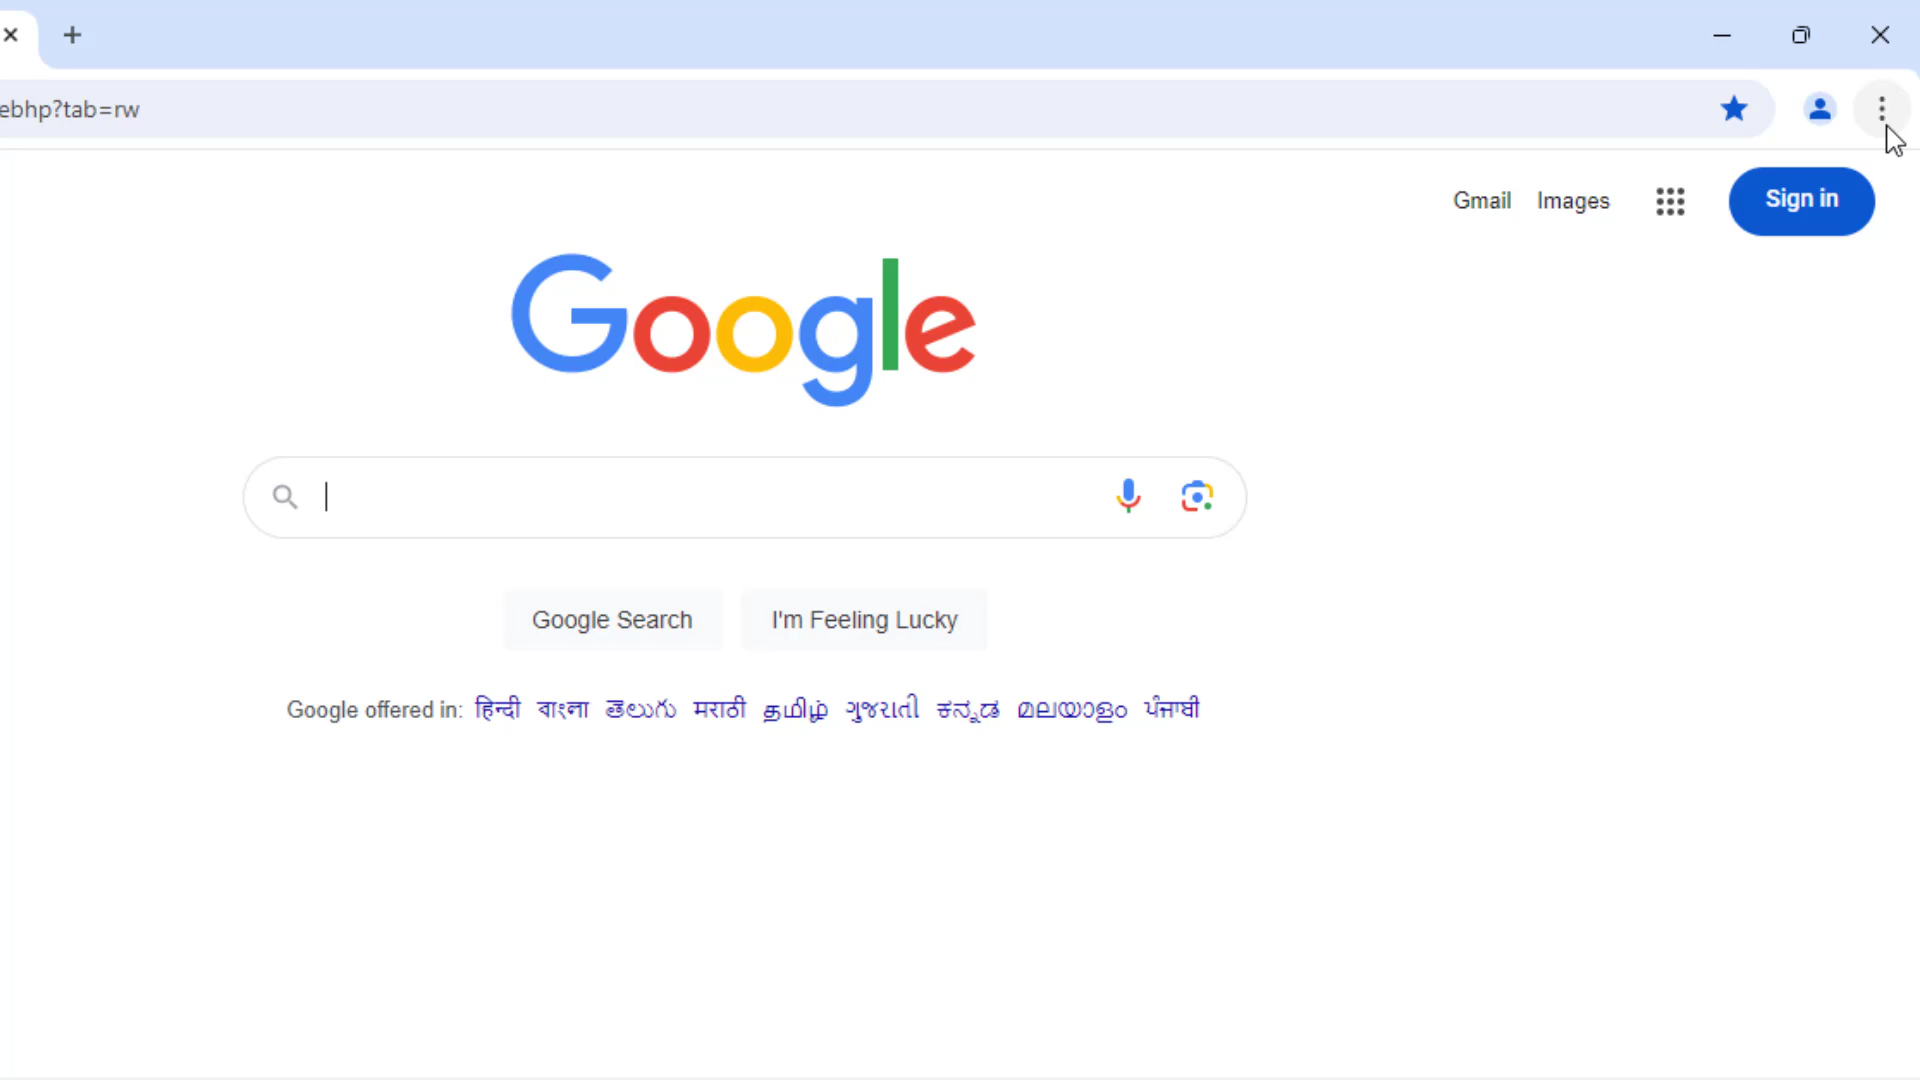 ebhp?tab=rw
Gmail Images
Sign in
Google
Google Search I'm Feeling Lucky
Google offered in: हिन्दी বাংলা తెలుగు मराठी தமிழ் ગુજરાતી ಕನ್ನಡ മലയാളം ਪੰਜਾਬੀ